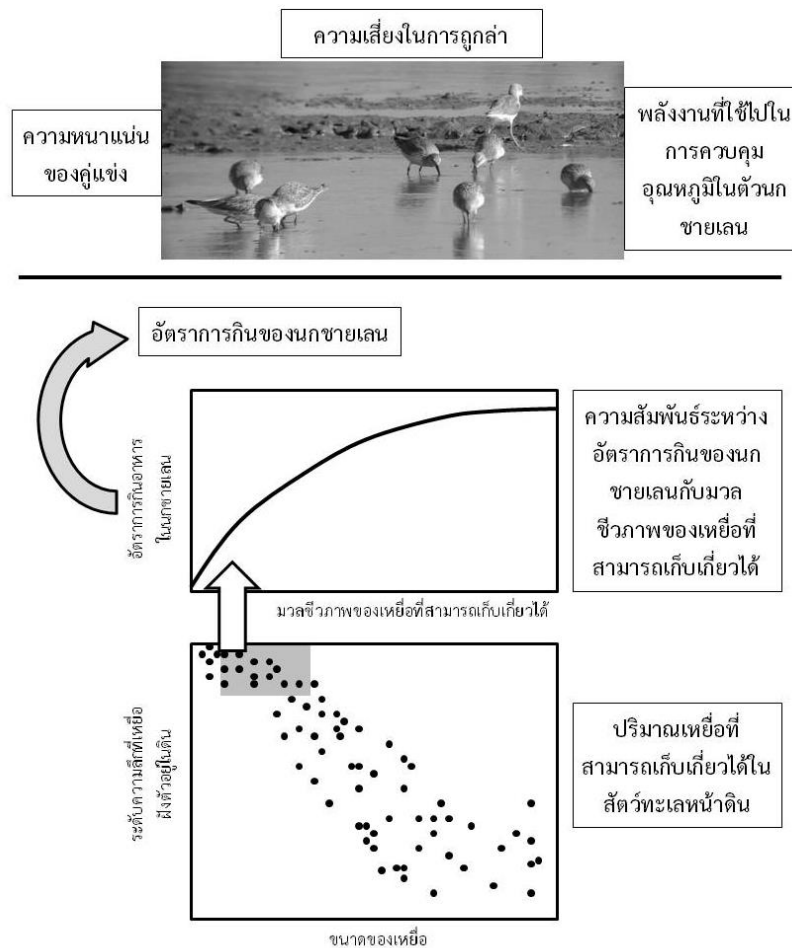 ความเสี่ยงในการถูกล่า
ความหนาแน่น
ของคู่แข่ง
พลังงานที่ใช้ไปใน
การควบคุม
อุณหภูมิในตัวนก
ชายเลน
อัตราการกินของนกชายเลน
อัตราการกินอาหาร
ในนกชายเลน
ความสัมพันธ์ระหว่าง
อัตราการกินของนก
ชายเลนกับมวล
ชีวภาพของเหยื่อที่
สามารถเก็บเกี่ยวได้
มวลชีวภาพของเหยื่อที่สามารถเก็บเกี่ยวได้
ระดับความลึกที่เหยื่อ
ฝังตัวอยู่ในดิน
ปริมาณเหยื่อที่
สามารถเก็บเกี่ยวได้ใน
สัตว์ทะเลหน้าดิน
ขนาดของเหยื่อ